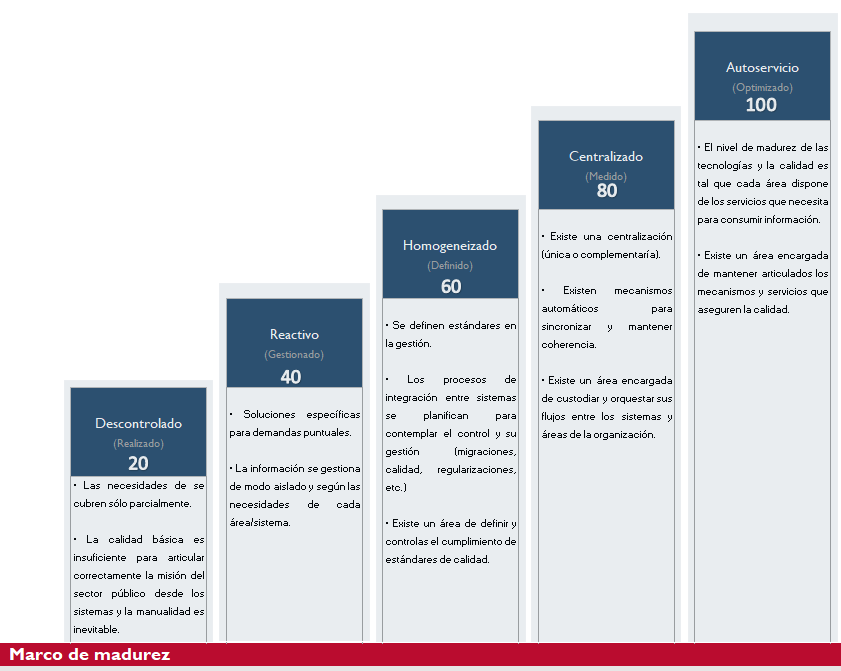 Descontrolado
(Realizado)
20
• Las necesidades de se
cubren sólo parcialmente.
• La calidad básica es
insuficiente para articular
correctamente la misión del
sector público desde los
sistemas y la manualidad es
inevitable.
Reactivo
(Gestionado)
40
• Soluciones específicas
para demandas puntuales.
• La información se gestiona
de modo aislado y según las
necesidades de cada
área/sistema.
Homogeneizado
(Definido)
60
• Se definen estándares en
la gestión.
• Los procesos de
integración entre sistemas
se planifican para
contemplar el control y su
gestión (migraciones,
calidad, regularizaciones,
etc.)
• Existe un área de definir y
controlas el cumplimiento de
estándares de calidad.
Centralizado
(Medido)
80
• Existe una centralización
(única o complementaría).
• Existen mecanismos
automáticos para
sincronizar y mantener
coherencia.
• Existe un área encargada
de custodiar y orquestar sus
flujos entre los sistemas y
áreas de la organización.
Autoservicio
(Optimizado)
100
• El nivel de madurez de las
tecnologías y la calidad es
tal que cada área dispone
de los servicios que necesita
para consumir información.
• Existe un área encargada
de mantener articulados los
mecanismos y servicios que
aseguren la calidad.
Marco de madurez